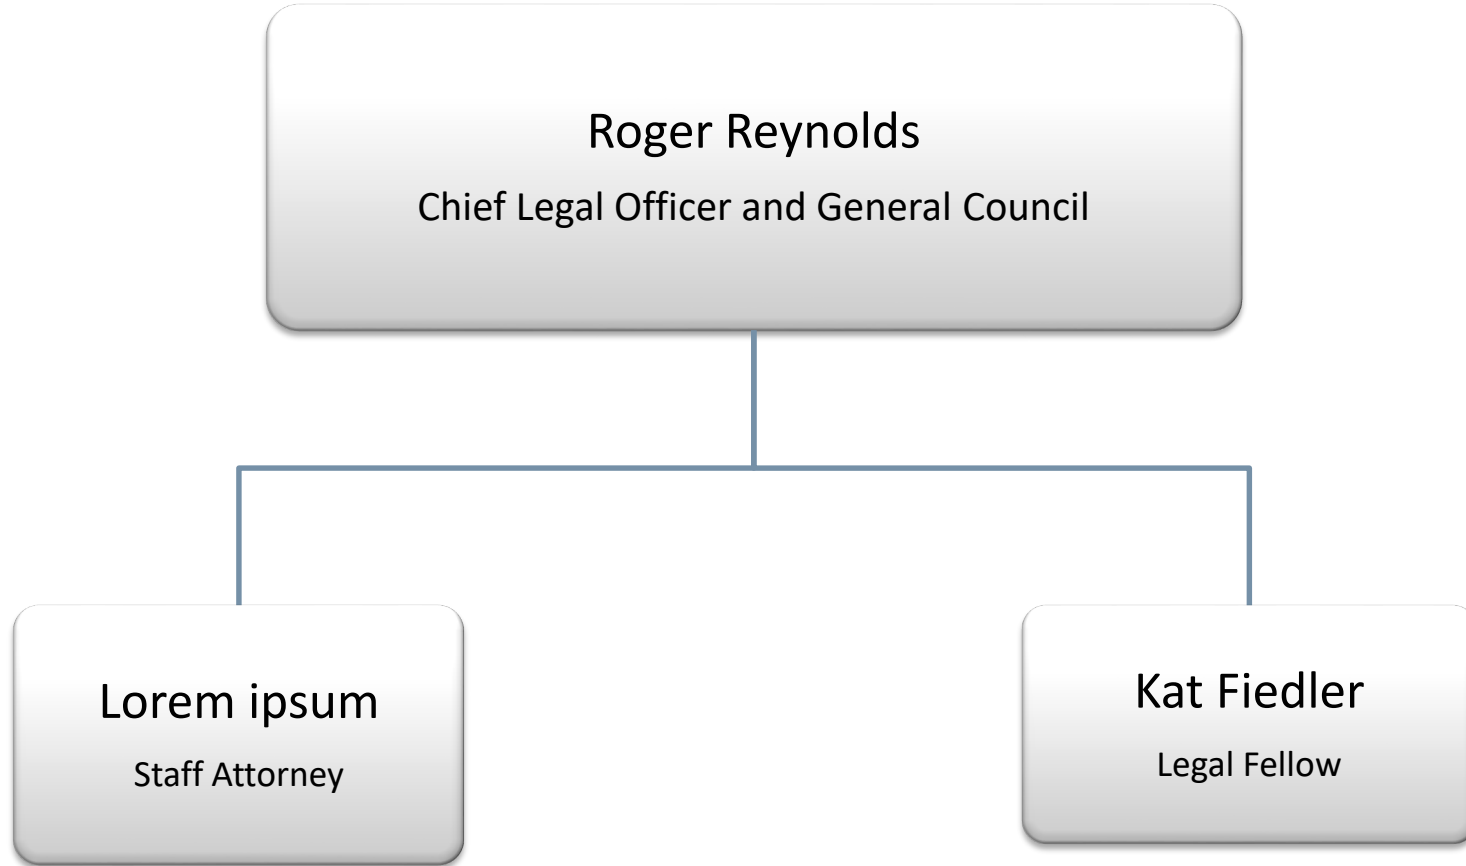 Roger Reynolds
Chief Legal Officer and General Council
Lorem ipsum
Staff Attorney
Kat Fiedler
Legal Fellow